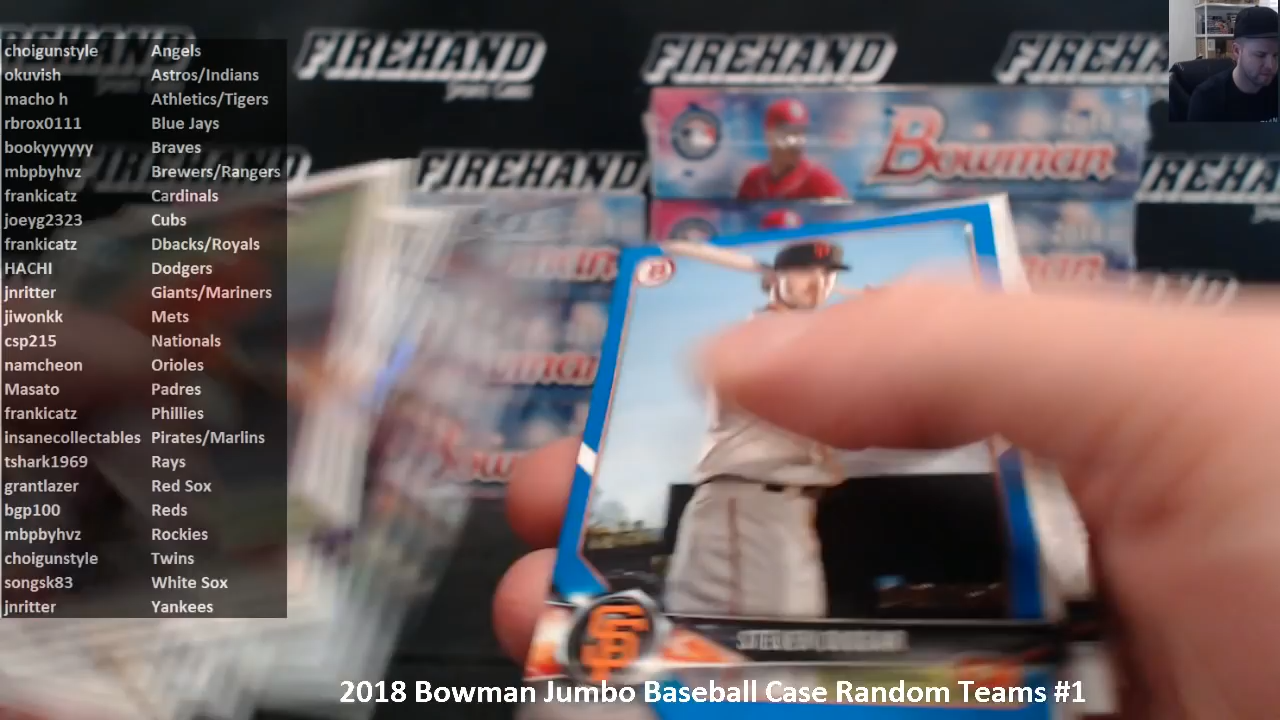 choigunstyle Angels
okuvish Astros/Indians
macho h Athletics/Tigers
rbrox0111 Blue Jays
bookyyyyyy Braves
mbpbyhvz Brewers/Rangers
frankicatz Cardinals
joeyg2323 Cubs
frankicatz Dbacks/Royals
HACHI Dodgers
jnritter Giants/Mariners
jiwonkk Mets
csp215 Nationals
namcheon Orioles
Masato Padres
frankicatz Phillies
insanecollectables Pirates/Marlins
tshark1969 Rays
grantlazer Red Sox
bgp100 Reds
mbpbyhvz Rockies
choigunstyle Twins
songsk83 White Sox
jnritter Yankees
FIREHAND FIREHAND FIREHAND
Bowman
FIREHAND FIREHAND FIREHAND
B
SF
2018 Bowman Jumbo Baseball Case Random Teams #1